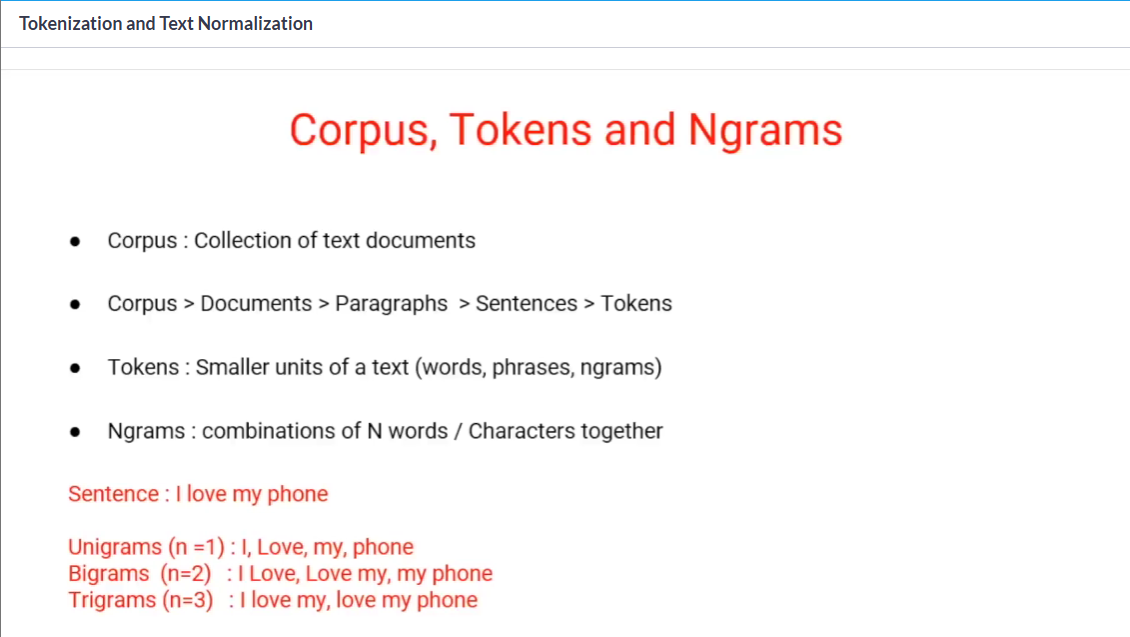 Tokenization and Text Normalization
Corpus, Tokens and Ngrams
● Corpus : Collection of text documents
● Corpus > Documents > Paragraphs > Sentences > Tokens
● Tokens : Smaller units of a text (words, phrases, ngrams)
● Ngrams : combinations of N words / Characters together
Sentence : I love my phone
Unigrams (n =1) : I, Love, my, phone
Bigrams (n=2) : I Love, Love my, my phone
Trigrams (n=3) : I love my, love my phone